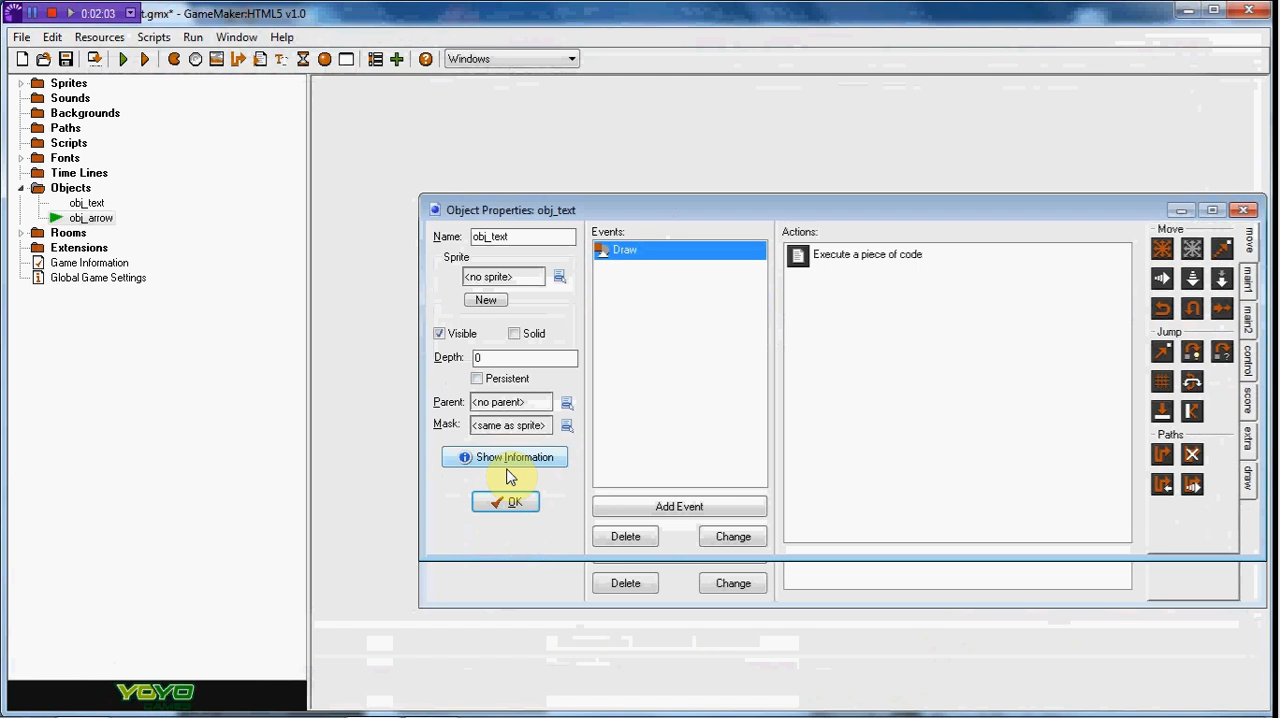 0:02:03 t.gmx* - GameMaker:HTML5 v1.0
File Edit Resources Scripts Run Window Help
Windows
Sprites
Sounds
Backgrounds
Paths
Scripts
Fonts
Time Lines
Objects
obj_text
obj_arrow
Rooms
Extensions
Game Information
Global Game Settings
YOYO
GAMES
Object Properties: obj_text
Name: obj_text
Sprite
<no sprite>
New
Visible Solid
Depth: 0
Persistent
Parent: <no parent>
Mask: <same as sprite>
Show Information
OK
Events:
Draw
Add Event
Delete Change
Delete Change
Actions:
Execute a piece of code
Move
Jump
Paths
move
main1
main2
control
score
extra
draw